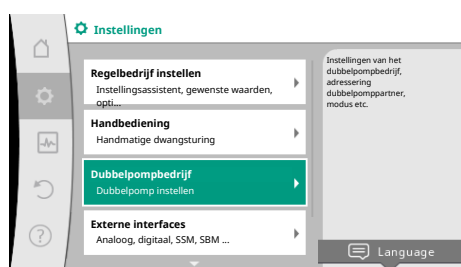 Instellingen
Regelbedrijf instellen
Instellingsassistent, gewenste waarden,
opti...
Handbediening
Handmatige dwangsturing
Dubbelpompbedrijf
Dubbelpomp instellen
Externe interfaces
Analoog, digitaal, SSM, SBM ...
Instellingen van het
dubbelpompbedrijf,
adressering
dubbelpomppartner,
modus etc.
Language